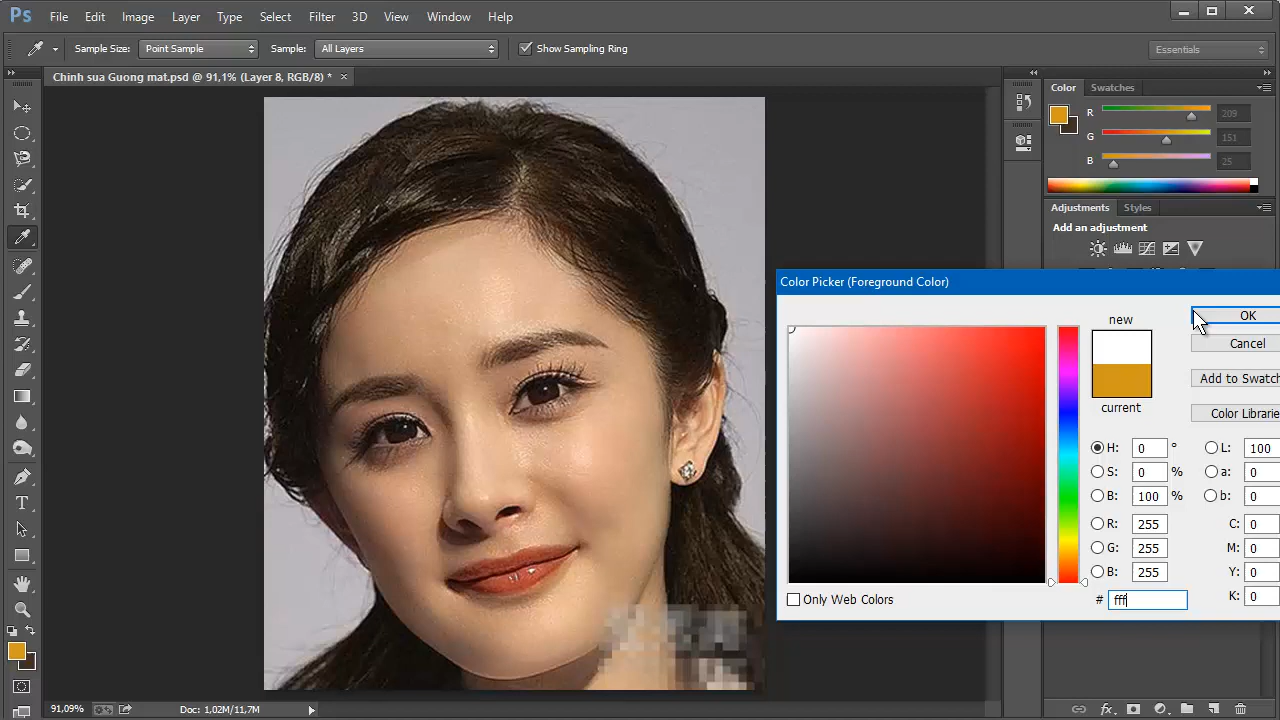 Ps File Edit Image Layer Type Select Filter 3D View Window Help
Sample Size: Point Sample Sample: All Layers Show Sampling Ring Essentials
Chinh sua Guong mat.psd @ 91,1% (Layer 8, RGB/8) * ×
Color Swatches
R 209
G 151
B 25
Adjustments Styles
Add an adjustment
Color Picker (Foreground Color)
new
current
OK
Cancel
Add to Swatch
Color Librarie
H: 0 ° L: 100
S: 0 % a: 0
B: 100 % b: 0
R: 255 C: 0
G: 255 M: 0
B: 255 Y: 0
# fff K: 0
Only Web Colors
T
91,09% Doc: 1,02M/11,7M
fx